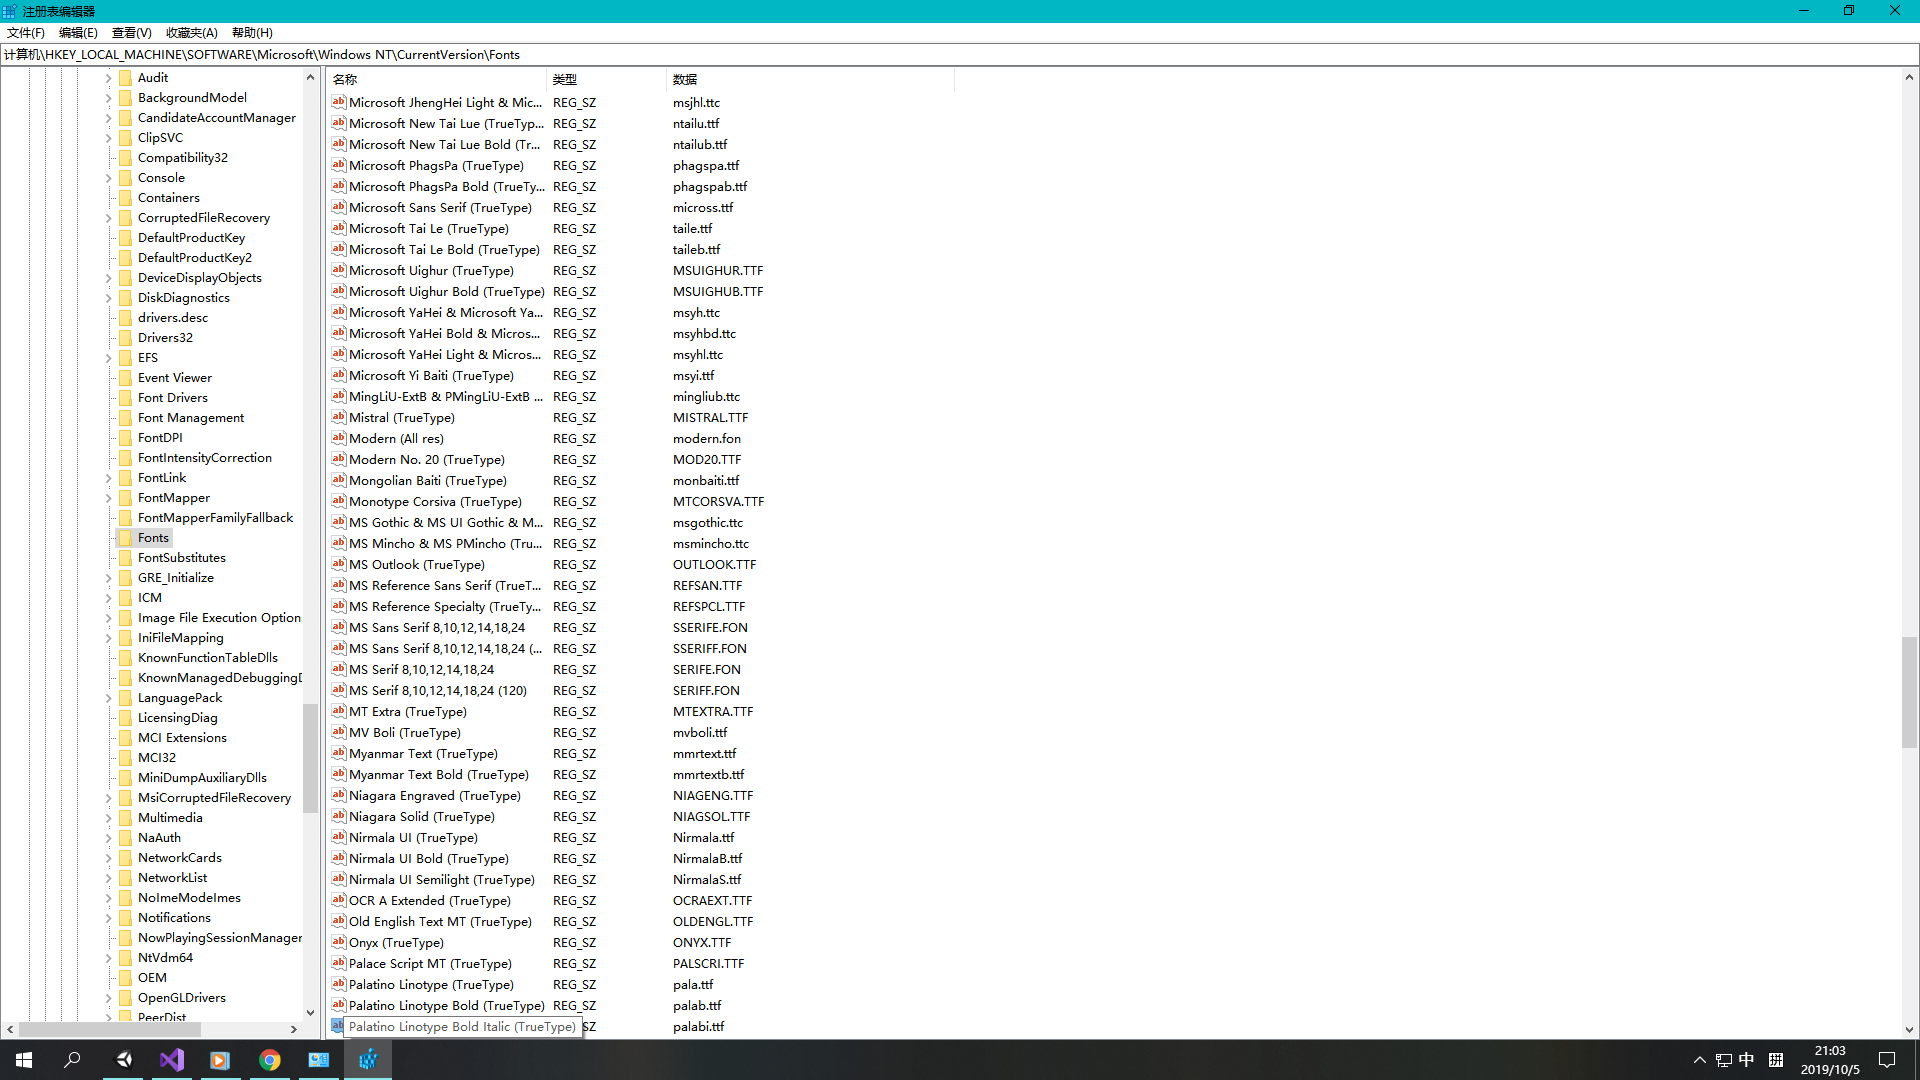 注册表编辑器
文件(F) 编辑(E) 查看(V) 收藏夹(A) 帮助(H)
计算机\HKEY_LOCAL_MACHINE\SOFTWARE\Microsoft\Windows NT\CurrentVersion\Fonts
Audit
BackgroundModel
CandidateAccountManager
ClipSVC
Compatibility32
Console
Containers
CorruptedFileRecovery
DefaultProductKey
DefaultProductKey2
DeviceDisplayObjects
DiskDiagnostics
drivers.desc
Drivers32
EFS
Event Viewer
Font Drivers
Font Management
FontDPI
FontIntensityCorrection
FontLink
FontMapper
FontMapperFamilyFallback
Fonts
FontSubstitutes
GRE_Initialize
ICM
Image File Execution Option
IniFileMapping
KnownFunctionTableDlls
KnownManagedDebuggingD
LanguagePack
LicensingDiag
MCI Extensions
MCI32
MiniDumpAuxiliaryDlls
MsiCorruptedFileRecovery
Multimedia
NaAuth
NetworkCards
NetworkList
NoImeModeImes
Notifications
NowPlayingSessionManager
NtVdm64
OEM
OpenGLDrivers
PeerDist
名称 类型 数据
Microsoft JhengHei Light & Mic... REG_SZ msjhl.ttc
Microsoft New Tai Lue (TrueTyp... REG_SZ ntailu.ttf
Microsoft New Tai Lue Bold (Tr... REG_SZ ntailub.ttf
Microsoft PhagsPa (TrueType) REG_SZ phagspa.ttf
Microsoft PhagsPa Bold (TrueTy... REG_SZ phagspab.ttf
Microsoft Sans Serif (TrueType) REG_SZ micross.ttf
Microsoft Tai Le (TrueType) REG_SZ taile.ttf
Microsoft Tai Le Bold (TrueType) REG_SZ taileb.ttf
Microsoft Uighur (TrueType) REG_SZ MSUIGHUR.TTF
Microsoft Uighur Bold (TrueType) REG_SZ MSUIGHUB.TTF
Microsoft YaHei & Microsoft Ya... REG_SZ msyh.ttc
Microsoft YaHei Bold & Micros... REG_SZ msyhbd.ttc
Microsoft YaHei Light & Micros... REG_SZ msyhl.ttc
Microsoft Yi Baiti (TrueType) REG_SZ msyi.ttf
MingLiU-ExtB & PMingLiU-ExtB ... REG_SZ mingliub.ttc
Mistral (TrueType) REG_SZ MISTRAL.TTF
Modern (All res) REG_SZ modern.fon
Modern No. 20 (TrueType) REG_SZ MOD20.TTF
Mongolian Baiti (TrueType) REG_SZ monbaiti.ttf
Monotype Corsiva (TrueType) REG_SZ MTCORSVA.TTF
MS Gothic & MS UI Gothic & M... REG_SZ msgothic.ttc
MS Mincho & MS PMincho (Tru... REG_SZ msmincho.ttc
MS Outlook (TrueType) REG_SZ OUTLOOK.TTF
MS Reference Sans Serif (TrueT... REG_SZ REFSAN.TTF
MS Reference Specialty (TrueTy... REG_SZ REFSPCL.TTF
MS Sans Serif 8,10,12,14,18,24 REG_SZ SSERIFE.FON
MS Sans Serif 8,10,12,14,18,24 (... REG_SZ SSERIFF.FON
MS Serif 8,10,12,14,18,24 REG_SZ SERIFE.FON
MS Serif 8,10,12,14,18,24 (120) REG_SZ SERIFF.FON
MT Extra (TrueType) REG_SZ MTEXTRA.TTF
MV Boli (TrueType) REG_SZ mvboli.ttf
Myanmar Text (TrueType) REG_SZ mmrtext.ttf
Myanmar Text Bold (TrueType) REG_SZ mmrtextb.ttf
Niagara Engraved (TrueType) REG_SZ NIAGENG.TTF
Niagara Solid (TrueType) REG_SZ NIAGSOL.TTF
Nirmala UI (TrueType) REG_SZ Nirmala.ttf
Nirmala UI Bold (TrueType) REG_SZ NirmalaB.ttf
Nirmala UI Semilight (TrueType) REG_SZ NirmalaS.ttf
OCR A Extended (TrueType) REG_SZ OCRAEXT.TTF
Old English Text MT (TrueType) REG_SZ OLDENGL.TTF
Onyx (TrueType) REG_SZ ONYX.TTF
Palace Script MT (TrueType) REG_SZ PALSCRI.TTF
Palatino Linotype (TrueType) REG_SZ pala.ttf
Palatino Linotype Bold (TrueType) REG_SZ palab.ttf
Palatino Linotype Bold Italic (TrueType) SZ palabi.ttf
中 拼 21:03
2019/10/5